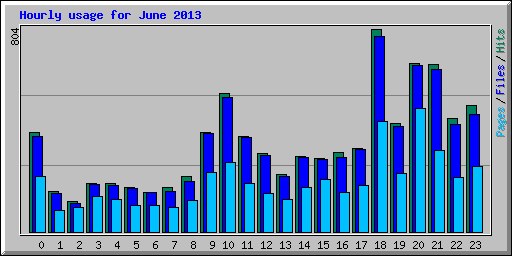 Hourly usage for June 2013
804
Pages/Files/Hits
0 1 2 3 4 5 6 7 8 9 10 11 12 13 14 15 16 17 18 19 20 21 22 23